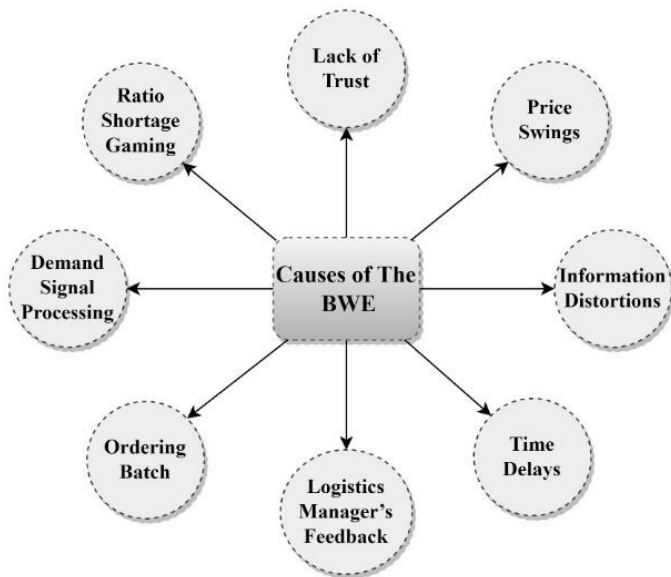 Lack of
Trust
Ratio
Shortage
Gaming
Price
Swings
Demand
Signal
Processing
Causes of The
BWE
Information
Distortions
Ordering
Batch
Logistics
Manager's
Feedback
Time
Delays